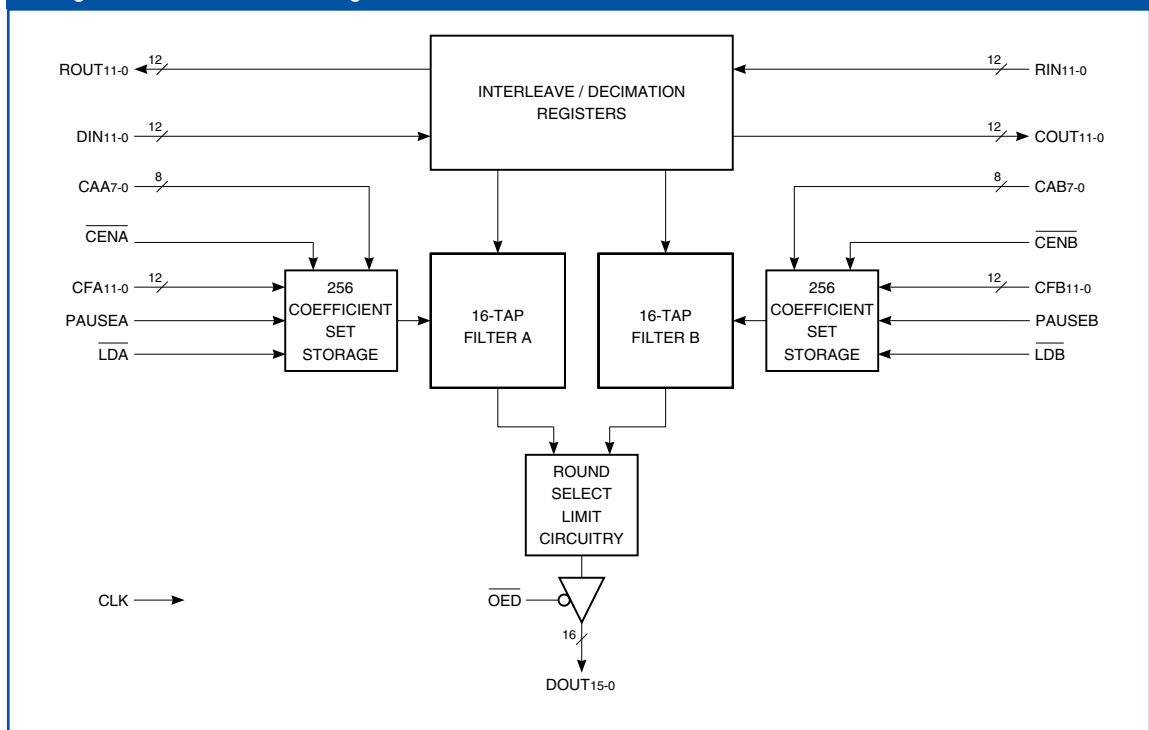 ROUT11-0
12
INTERLEAVE / DECIMATION
REGISTERS
12
RIN11-0
DIN11-0
12
12
COUT11-0
CAA7-0
8
8
CAB7-0
CENA
CENB
CFA11-0
12
256
COEFFICIENT
SET
STORAGE
16-TAP
FILTER A
16-TAP
FILTER B
256
COEFFICIENT
SET
STORAGE
12
CFB11-0
PAUSEA
PAUSEB
LDA
LDB
ROUND
SELECT
LIMIT
CIRCUITRY
CLK
OED
16
DOUT15-0